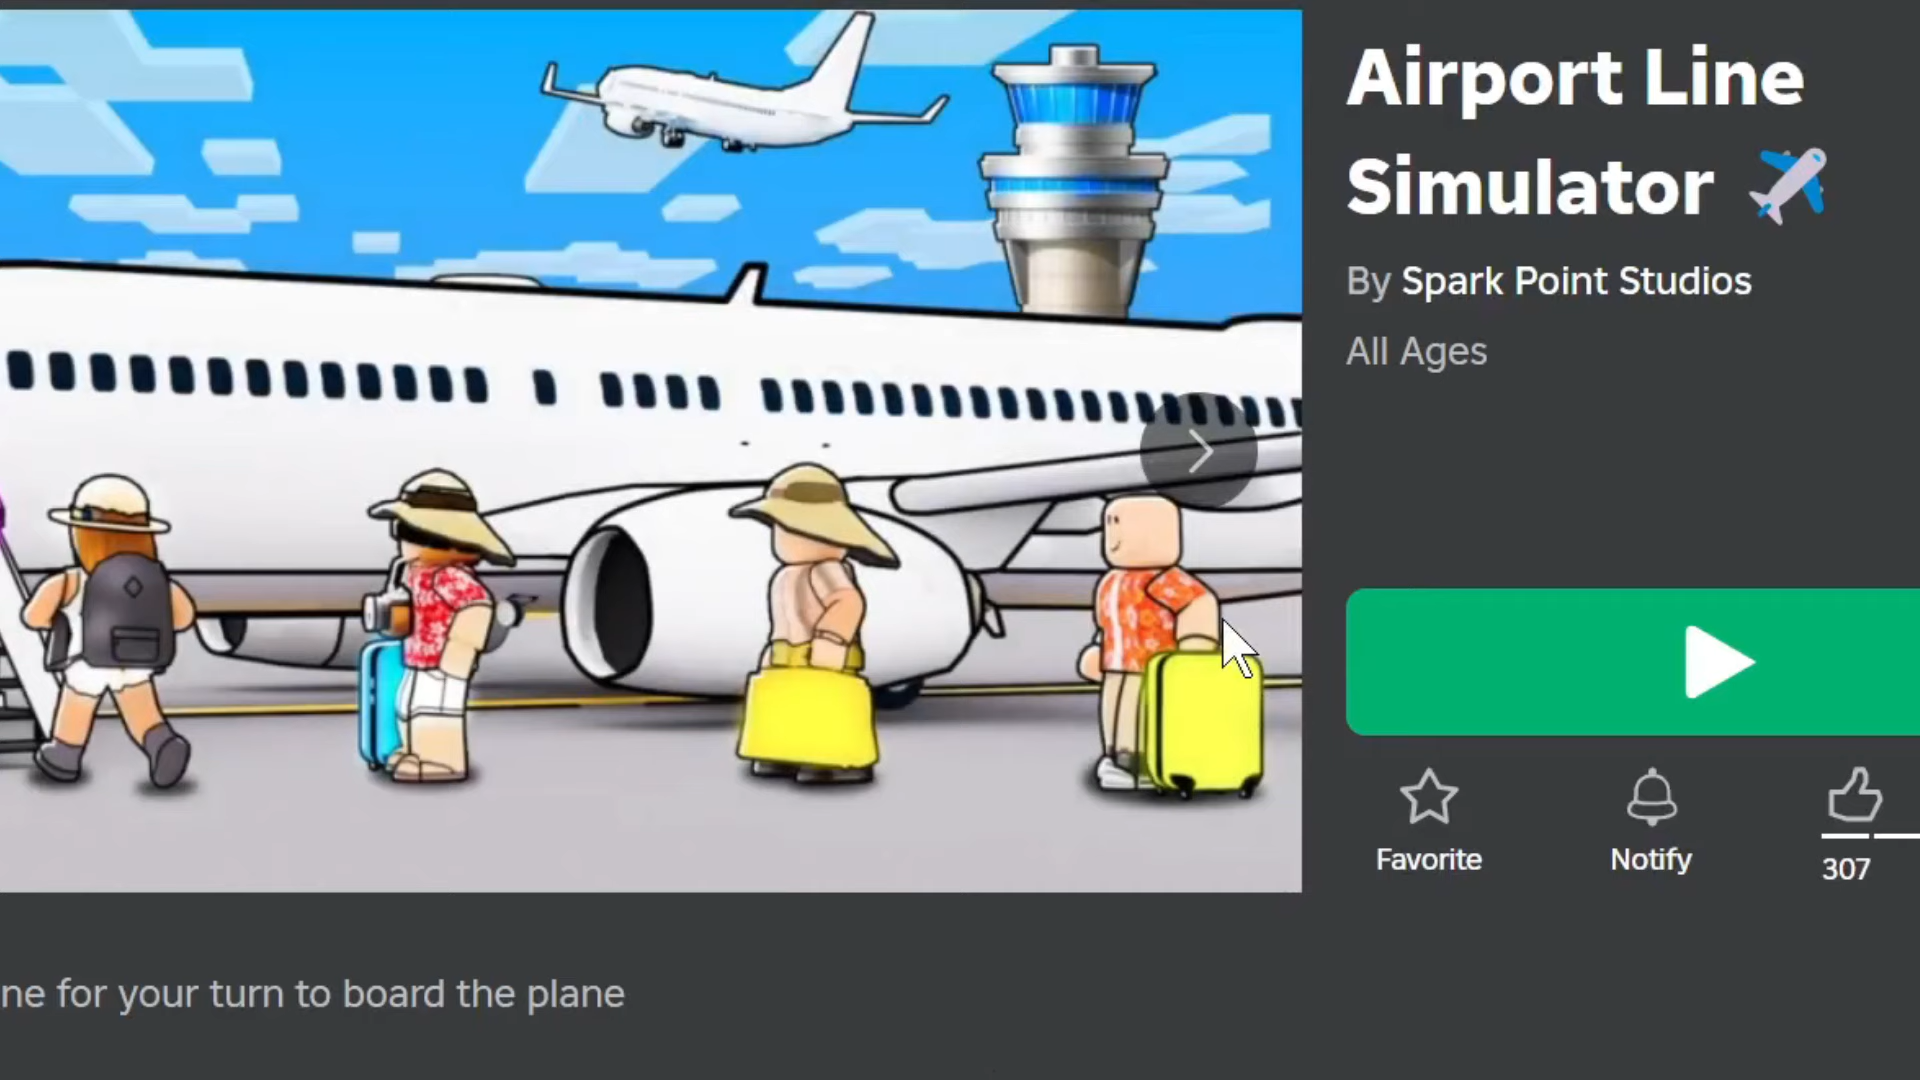 Airport Line
Simulator
By Spark Point Studios
All Ages
Favorite
Notify
307
ne for your turn to board the plane